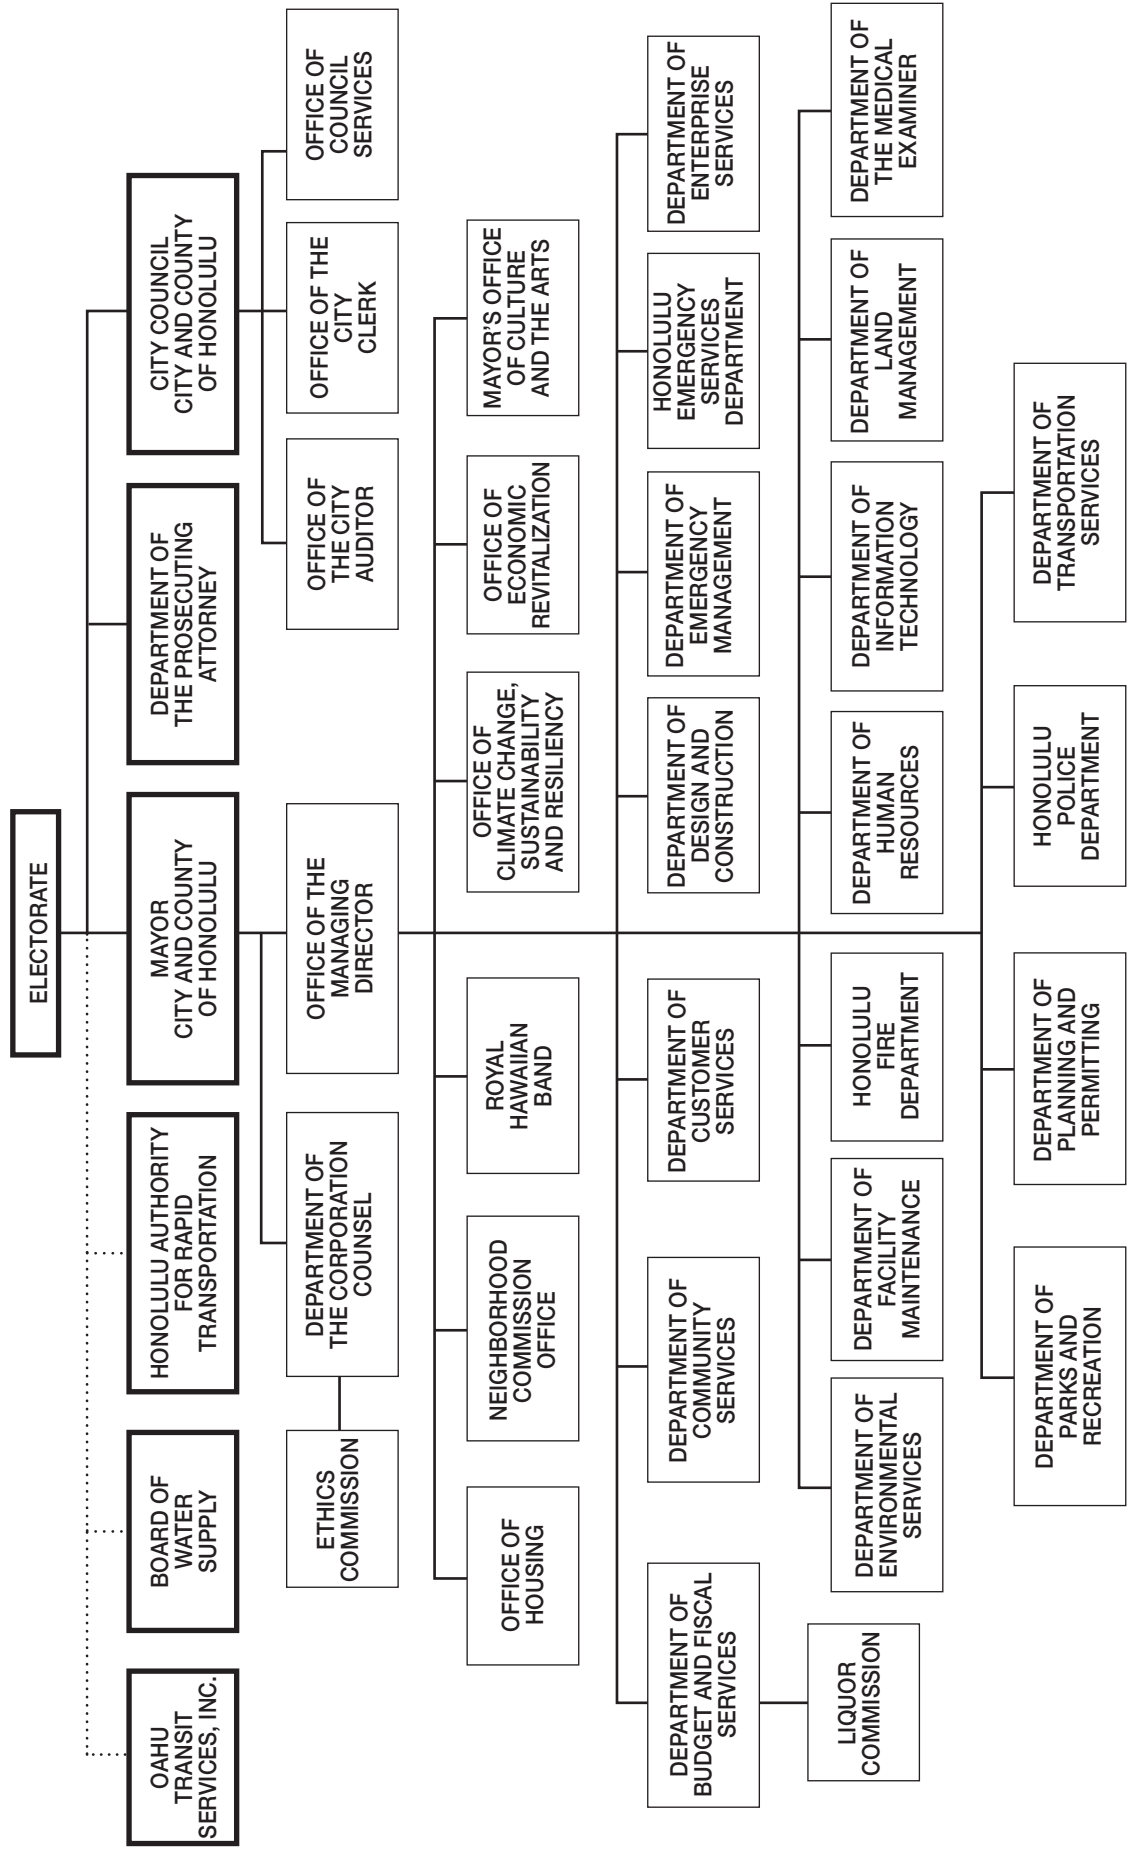 ELECTORATE
OAHU
TRANSIT
SERVICES, INC.
BOARD OF
WATER
SUPPLY
HONOLULU AUTHORITY
FOR RAPID
TRANSPORTATION
MAYOR
CITY AND COUNTY
OF HONOLULU
DEPARTMENT OF
THE PROSECUTING
ATTORNEY
CITY COUNCIL
CITY AND COUNTY
OF HONOLULU
ETHICS
COMMISSION
DEPARTMENT OF
THE CORPORATION
COUNSEL
OFFICE OF THE
MANAGING
DIRECTOR
OFFICE OF
THE CITY
AUDITOR
OFFICE OF THE
CITY
CLERK
OFFICE OF
COUNCIL
SERVICES
OFFICE OF
HOUSING
NEIGHBORHOOD
COMMISSION
OFFICE
ROYAL
HAWAIIAN
BAND
OFFICE OF
CLIMATE CHANGE,
SUSTAINABILITY
AND RESILIENCY
OFFICE OF
ECONOMIC
REVITALIZATION
MAYOR'S OFFICE
OF CULTURE
AND THE ARTS
DEPARTMENT OF
BUDGET AND FISCAL
SERVICES
DEPARTMENT OF
COMMUNITY
SERVICES
DEPARTMENT OF
CUSTOMER
SERVICES
DEPARTMENT OF
DESIGN AND
CONSTRUCTION
DEPARTMENT OF
EMERGENCY
MANAGEMENT
HONOLULU
EMERGENCY
SERVICES
DEPARTMENT
DEPARTMENT OF
ENTERPRISE
SERVICES
LIQUOR
COMMISSION
DEPARTMENT OF
ENVIRONMENTAL
SERVICES
DEPARTMENT OF
FACILITY
MAINTENANCE
HONOLULU
FIRE
DEPARTMENT
DEPARTMENT OF
HUMAN
RESOURCES
DEPARTMENT OF
INFORMATION
TECHNOLOGY
DEPARTMENT OF
LAND
MANAGEMENT
DEPARTMENT OF
THE MEDICAL
EXAMINER
DEPARTMENT OF
PARKS AND
RECREATION
DEPARTMENT OF
PLANNING AND
PERMITTING
HONOLULU
POLICE
DEPARTMENT
DEPARTMENT OF
TRANSPORTATION
SERVICES